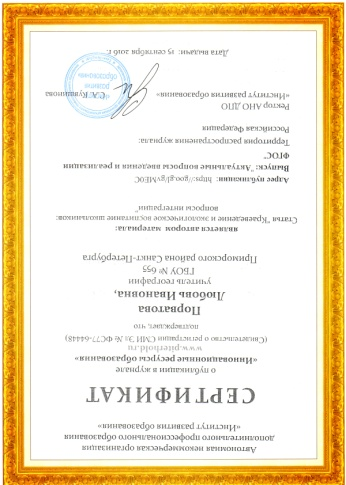 Автономная некоммерческая организация
дополнительного профессионального образования
«Институт развития образования»
СЕРТИФИКАТ
о публикации в журнале
«Инновационные ресурсы образования»
www.piterbold.ru
(Свидетельство о регистрации СМИ Эл № ФС77-64448)
подтверждает, что
Порватова
Любовь Ивановна,
учитель географии
ГБОУ № 655
Приморского района Санкт-Петербурга
является автором материала:
Статья "Краеведение и экологическое воспитание школьников:
вопросы интеграции"
Адрес публикации: https://goo.gl/gvME9C
Выпуск: "Актуальные вопросы введения и реализации
ФГОС"
Территория распространения журнала:
Российская Федерация
Ректор АНО ДПО
«Институт развития образования» С.А. Кувшинова
Дата выдачи: 15 сентября 2016 г.